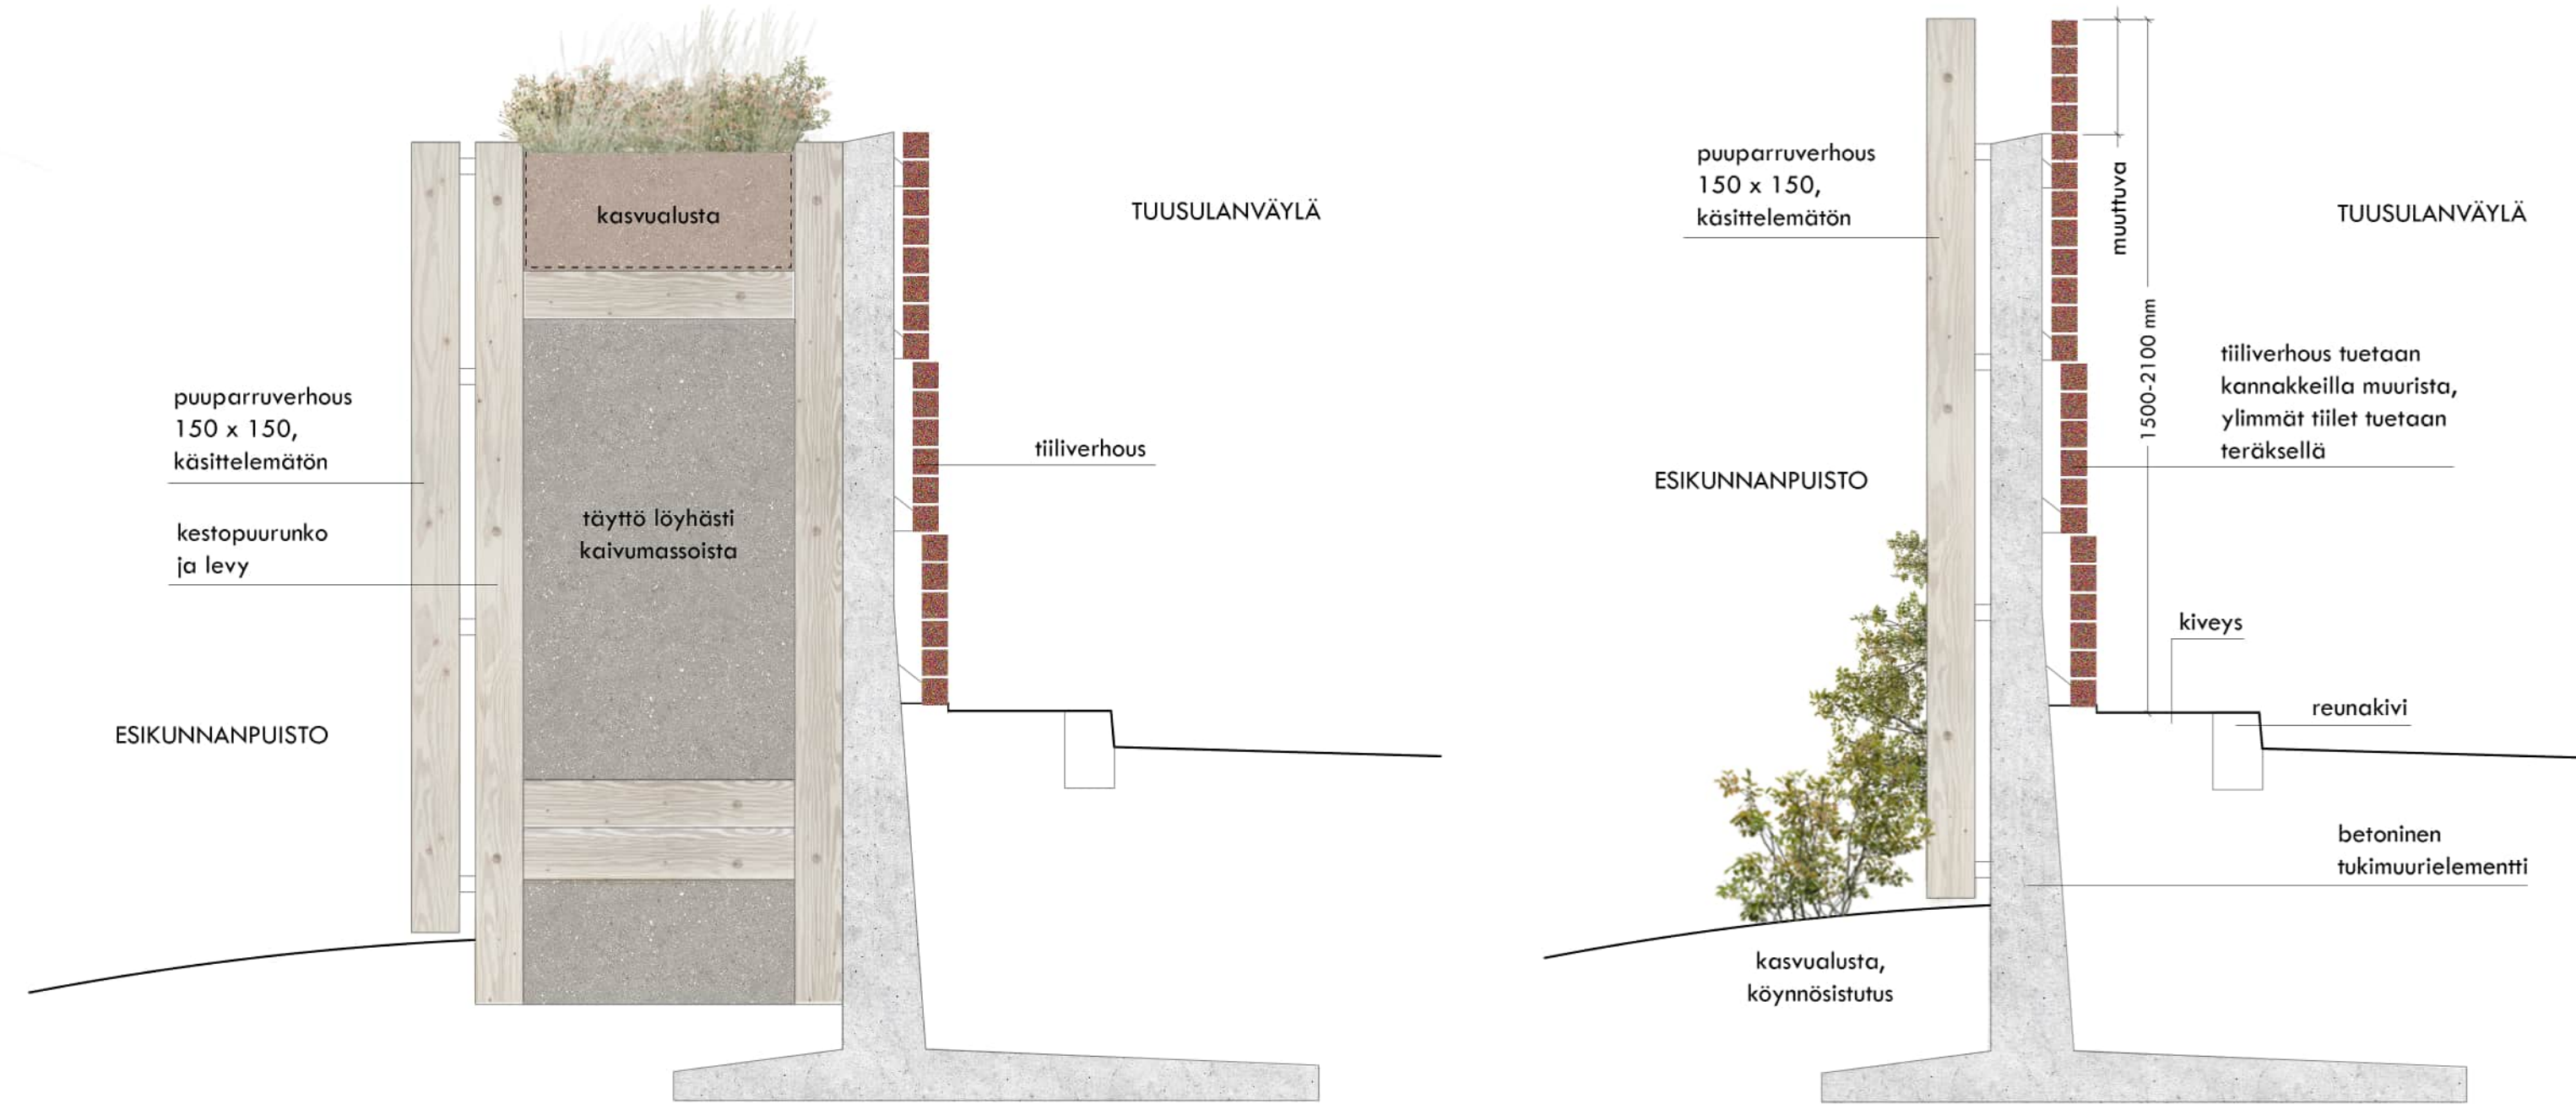 kasvualusta
TUUSULANVÄYLÄ
puuparruverhous
150 x 150,
käsittelemätön
kestopuurunko
ja levy
täyttö löyhästi
kaivumassoista
tiiliverhous
ESIKUNNANPUISTO
puuparruverhous
150 x 150,
käsittelemätön
muuttuva
TUUSULANVÄYLÄ
1500-2100 mm
tiiliverhous tuetaan
kannakkeilla muurista,
ylimmät tiilet tuetaan
teräksellä
ESIKUNNANPUISTO
kiveys
reunakivi
betoninen
tukimuurielementti
kasvualusta,
köynnösistutus